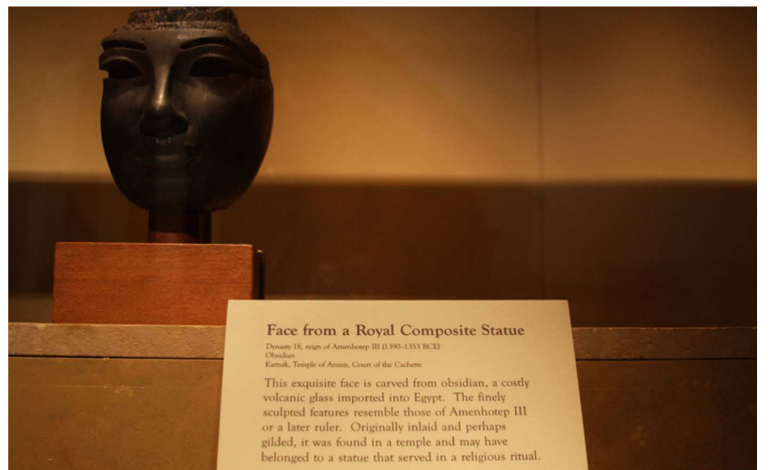 Face from a Royal Composite Statue
Dynasty 18, reign of Amenhotep III (1390–1353 BCE)
Obsidian
Karnak, Temple of Amun, Court of the Cachette
This exquisite face is carved from obsidian, a costly
volcanic glass imported into Egypt. The finely
sculpted features resemble those of Amenhotep III
or a later ruler. Originally inlaid and perhaps
gilded, it was found in a temple and may have
belonged to a statue that served in a religious ritual.